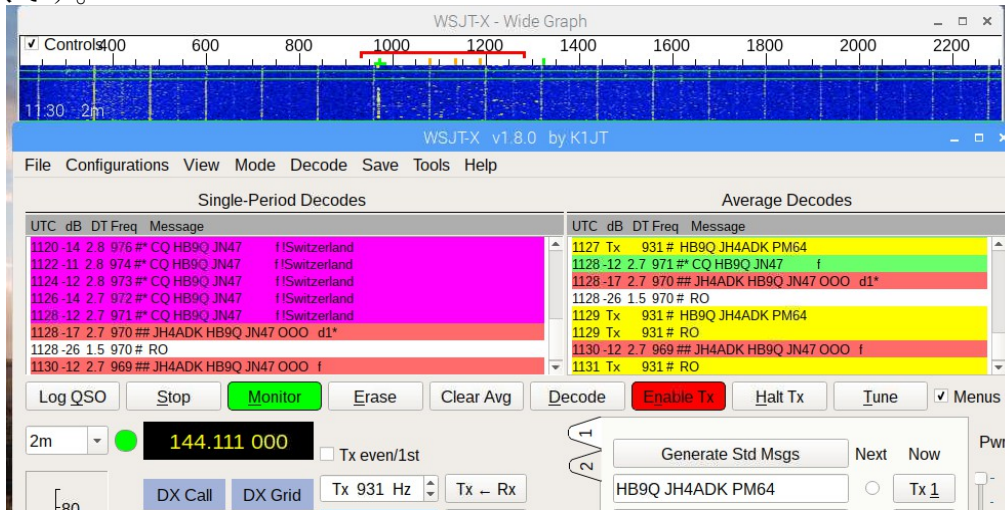 WSJT-X - Wide Graph
Controls 400 600 800 1000 1200 1400 1600 1800 2000 2200
11:30 2m
WSJT-X v1.8.0 by K1JT
File Configurations View Mode Decode Save Tools Help
Single-Period Decodes
UTC dB DT Freq Message
1120 -14 2.8 976 #* CQ HB9Q JN47 f !Switzerland
1122 -11 2.8 974 #* CQ HB9Q JN47 f !Switzerland
1124 -12 2.8 973 #* CQ HB9Q JN47 f !Switzerland
1126 -14 2.7 972 #* CQ HB9Q JN47 f !Switzerland
1128 -12 2.7 971 #* CQ HB9Q JN47 f !Switzerland
1128 -17 2.7 970 ## JH4ADK HB9Q JN47 OOO d1*
1128 -26 1.5 970 # RO
1130 -12 2.7 969 ## JH4ADK HB9Q JN47 OOO f
Average Decodes
UTC dB DT Freq Message
1127 Tx 931 # HB9Q JH4ADK PM64
1128 -12 2.7 971 #* CQ HB9Q JN47 f
1128 -17 2.7 970 ## JH4ADK HB9Q JN47 OOO d1*
1128 -26 1.5 970 # RO
1129 Tx 931 # HB9Q JH4ADK PM64
1129 Tx 931 # RO
1130 -12 2.7 969 ## JH4ADK HB9Q JN47 OOO f
1131 Tx 931 # RO
Log QSO Stop Monitor Erase Clear Avg Decode Enable Tx Halt Tx Tune Menus
2m 144.111 000 Tx even/1st
DX Call DX Grid Tx 931 Hz Tx ← Rx
80
1
2
Generate Std Msgs Next Now Pwr
HB9Q JH4ADK PM64 Tx 1